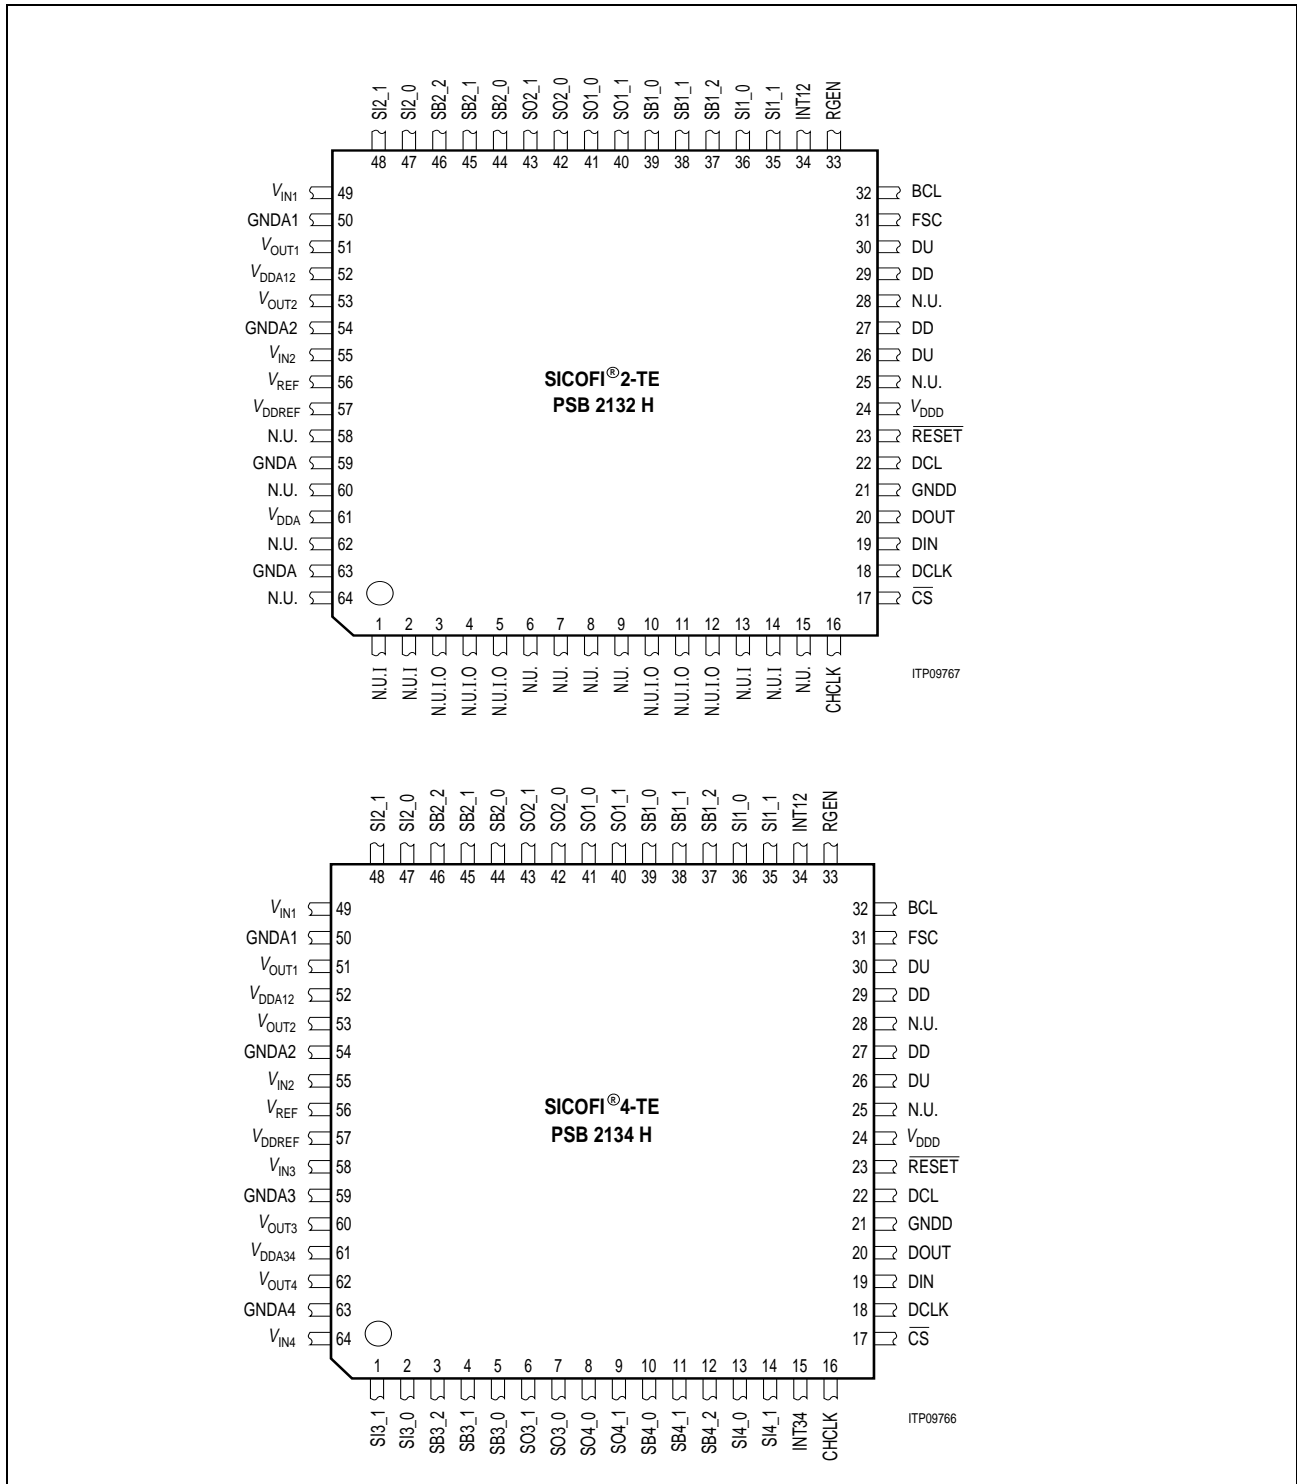 SI2_1 SI2_0 SB2_2 SB2_1 SB2_0 SO2_1 SO2_0 SO1_0 SO1_1 SB1_0 SB1_1 SB1_2 SI1_0 SI1_1 INT12 RGEN
48 47 46 45 44 43 42 41 40 39 38 37 36 35 34 33
VIN1 49 32 BCL
GNDA1 50 31 FSC
VOUT1 51 30 DU
VDDA12 52 29 DD
VOUT2 53 28 N.U.
GNDA2 54 27 DD
VIN2 55 26 DU
VREF 56 25 N.U.
SICOFI®2-TE
PSB 2132 H
VDDREF 57 24 VDDD
N.U. 58 23 RESET
GNDA 59 22 DCL
N.U. 60 21 GNDD
VDDA 61 20 DOUT
N.U. 62 19 DIN
GNDA 63 18 DCLK
N.U. 64 17 CS
1 2 3 4 5 6 7 8 9 10 11 12 13 14 15 16
N.U.I N.U.I N.U.I.O N.U.I.O N.U.I.O N.U. N.U. N.U. N.U. N.U.I.O N.U.I.O N.U.I.O N.U.I N.U.I N.U. CHCLK
ITP09767
SI2_1 SI2_0 SB2_2 SB2_1 SB2_0 SO2_1 SO2_0 SO1_0 SO1_1 SB1_0 SB1_1 SB1_2 SI1_0 SI1_1 INT12 RGEN
48 47 46 45 44 43 42 41 40 39 38 37 36 35 34 33
VIN1 49 32 BCL
GNDA1 50 31 FSC
VOUT1 51 30 DU
VDDA12 52 29 DD
VOUT2 53 28 N.U.
GNDA2 54 27 DD
VIN2 55 26 DU
VREF 56 25 N.U.
SICOFI®4-TE
PSB 2134 H
VDDREF 57 24 VDDD
VIN3 58 23 RESET
GNDA3 59 22 DCL
VOUT3 60 21 GNDD
VDDA34 61 20 DOUT
VOUT4 62 19 DIN
GNDA4 63 18 DCLK
VIN4 64 17 CS
1 2 3 4 5 6 7 8 9 10 11 12 13 14 15 16
SI3_1 SI3_0 SB3_2 SB3_1 SB3_0 SO3_1 SO3_0 SO4_0 SO4_1 SB4_0 SB4_1 SB4_2 SI4_0 SI4_1 INT34 CHCLK
ITP09766